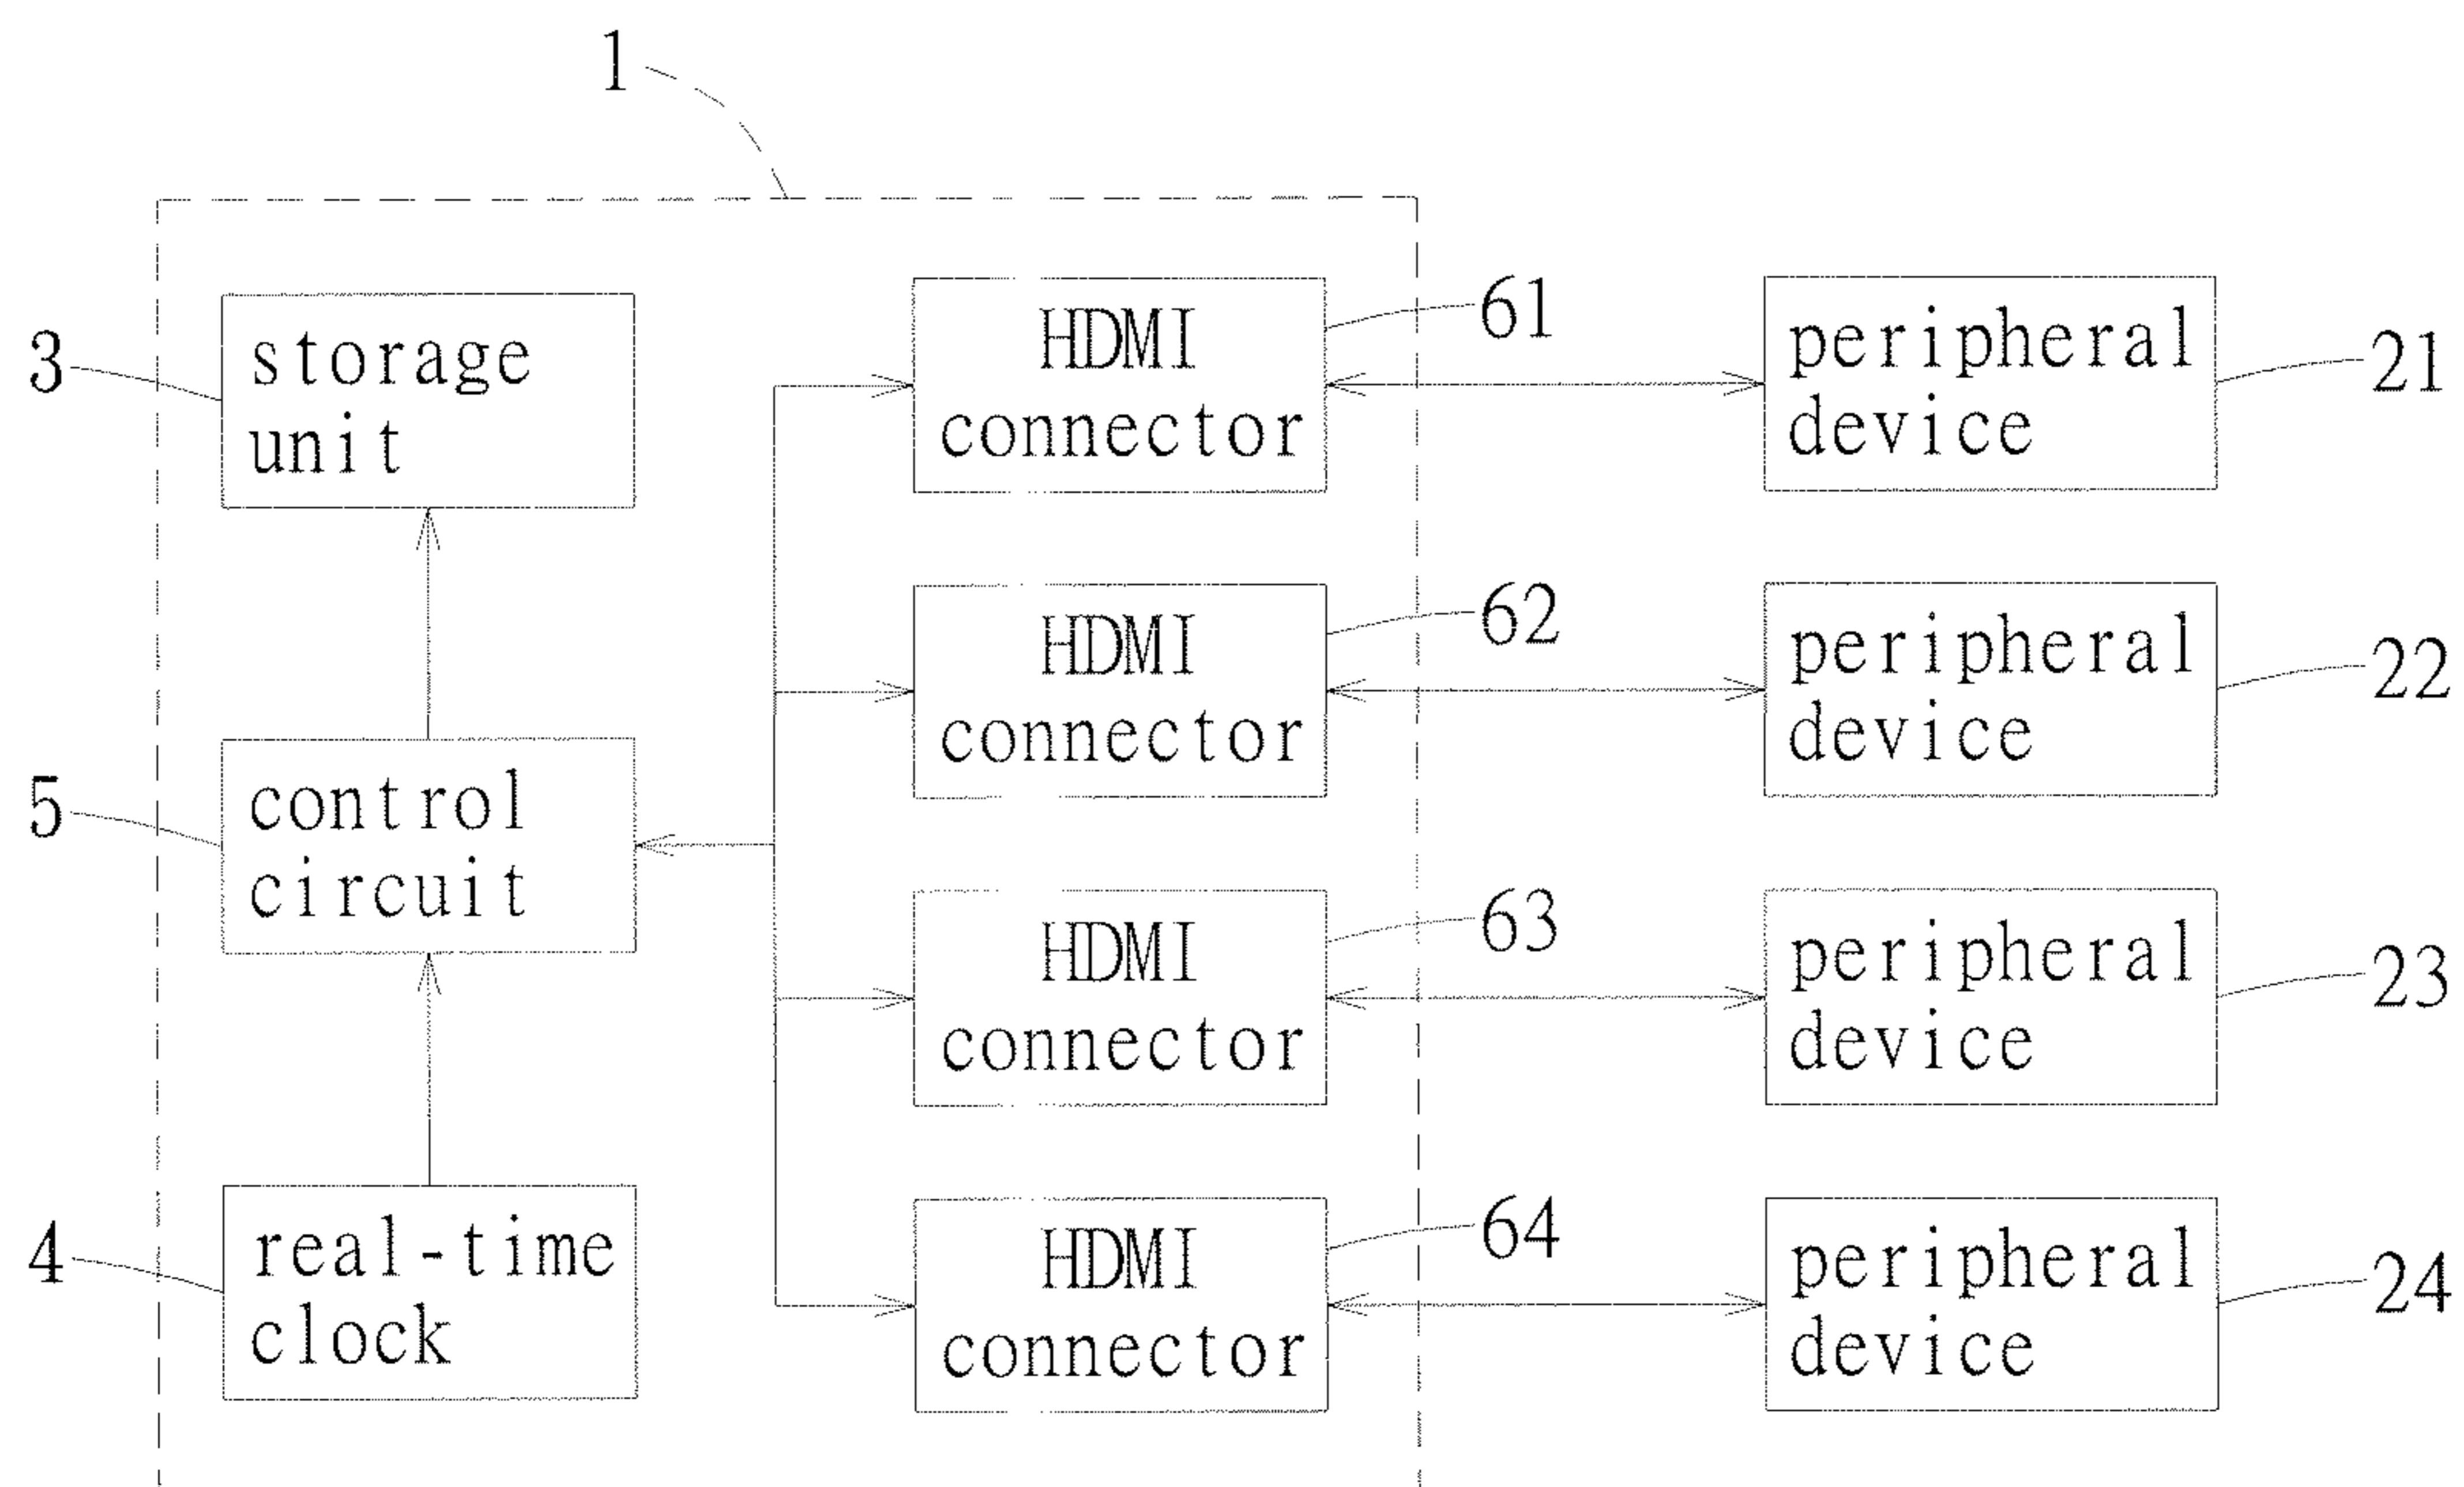 1
3
storage
unit
5
control
circuit
4
real-time
clock
HDMI
connector
61
HDMI
connector
62
HDMI
connector
63
HDMI
connector
64
peripheral
device
21
peripheral
device
22
peripheral
device
23
peripheral
device
24